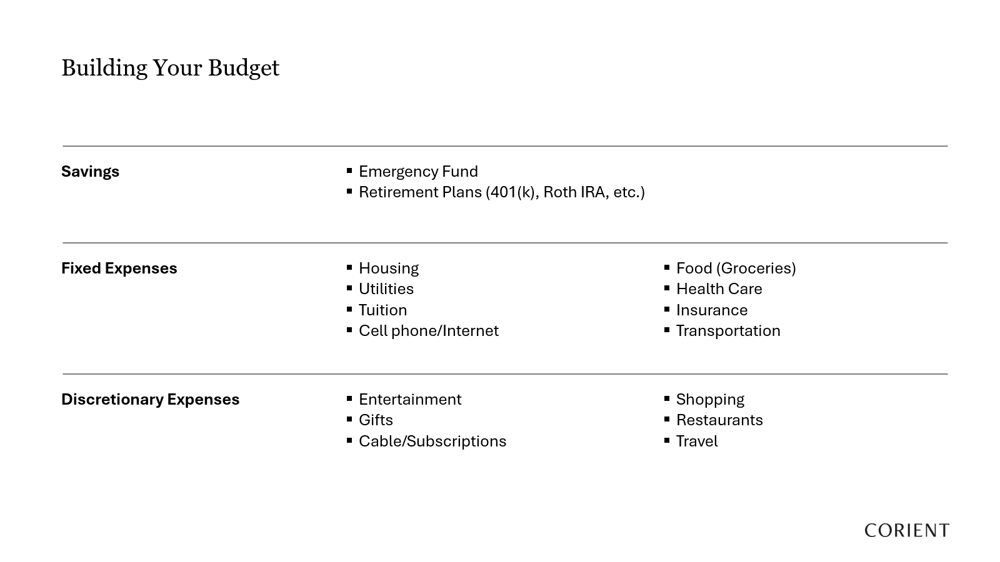 Building Your Budget
Savings
▪ Emergency Fund
▪ Retirement Plans (401(k), Roth IRA, etc.)
Fixed Expenses
▪ Housing
▪ Utilities
▪ Tuition
▪ Cell phone/Internet
▪ Food (Groceries)
▪ Health Care
▪ Insurance
▪ Transportation
Discretionary Expenses
▪ Entertainment
▪ Gifts
▪ Cable/Subscriptions
▪ Shopping
▪ Restaurants
▪ Travel
CORIENT